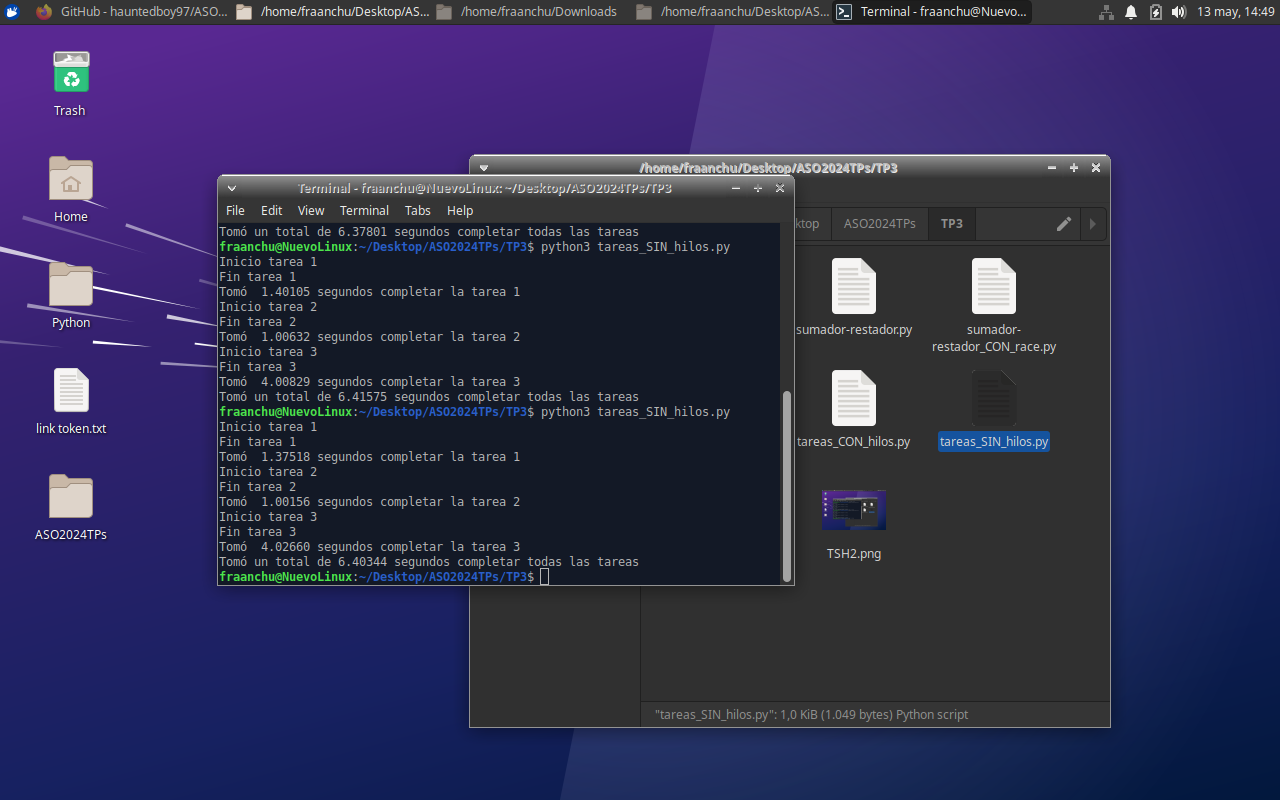 GitHub - hauntedboy97/ASO...
/home/fraanchu/Desktop/AS...
/home/fraanchu/Downloads
/home/fraanchu/Desktop/AS...
Terminal - fraanchu@Nuevo...
13 may, 14:49
Trash
Home
Python
link token.txt
ASO2024TPs
/home/fraanchu/Desktop/ASO2024TPs/TP3
Terminal - fraanchu@NuevoLinux: ~/Desktop/ASO2024TPs/TP3
File Edit View Terminal Tabs Help
Tomó un total de 6.37801 segundos completar todas las tareas
fraanchu@NuevoLinux:~/Desktop/ASO2024TPs/TP3$ python3 tareas_SIN_hilos.py
Inicio tarea 1
Fin tarea 1
Tomó  1.40105 segundos completar la tarea 1
Inicio tarea 2
Fin tarea 2
Tomó  1.00632 segundos completar la tarea 2
Inicio tarea 3
Fin tarea 3
Tomó  4.00829 segundos completar la tarea 3
Tomó un total de 6.41575 segundos completar todas las tareas
fraanchu@NuevoLinux:~/Desktop/ASO2024TPs/TP3$ python3 tareas_SIN_hilos.py
Inicio tarea 1
Fin tarea 1
Tomó  1.37518 segundos completar la tarea 1
Inicio tarea 2
Fin tarea 2
Tomó  1.00156 segundos completar la tarea 2
Inicio tarea 3
Fin tarea 3
Tomó  4.02660 segundos completar la tarea 3
Tomó un total de 6.40344 segundos completar todas las tareas
fraanchu@NuevoLinux:~/Desktop/ASO2024TPs/TP3$
ktop ASO2024TPs TP3
sumador-restador.py
sumador-
restador_CON_race.py
tareas_CON_hilos.py
tareas_SIN_hilos.py
TSH2.png
"tareas_SIN_hilos.py": 1,0 KiB (1.049 bytes) Python script